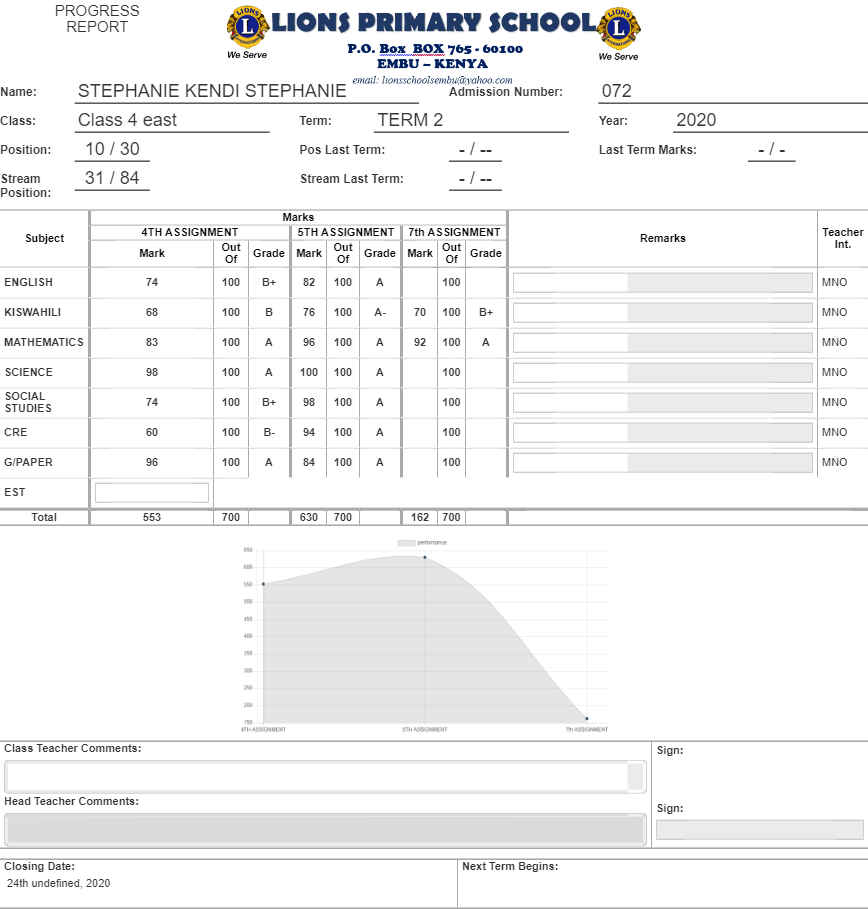 PROGRESS
REPORT
LIONS
L
INTERNATIONAL
We Serve
LIONS PRIMARY SCHOOL
P.O. Box BOX 765 - 60100
EMBU – KENYA
email: lionsschoolsembu@yahoo.com
LIONS
L
INTERNATIONAL
We Serve
Name: STEPHANIE KENDI STEPHANIE Admission Number: 072
Class: Class 4 east Term: TERM 2 Year: 2020
Position: 10 / 30 Pos Last Term: - / -- Last Term Marks: - / -
Stream Position: 31 / 84 Stream Last Term: - / --
Marks
Subject 4TH ASSIGNMENT 5TH ASSIGNMENT 7th ASSIGNMENT Remarks Teacher Int.
Mark Out Of Grade Mark Out Of Grade Mark Out Of Grade
ENGLISH 74 100 B+ 82 100 A 100 MNO
KISWAHILI 68 100 B 76 100 A- 70 100 B+ MNO
MATHEMATICS 83 100 A 96 100 A 92 100 A MNO
SCIENCE 98 100 A 100 100 A 100 MNO
SOCIAL STUDIES 74 100 B+ 98 100 A 100 MNO
CRE 60 100 B- 94 100 A 100 MNO
G/PAPER 96 100 A 84 100 A 100 MNO
EST
Total 553 700 630 700 162 700
performance
650
600
550
500
450
400
350
300
250
200
150
4TH ASSIGNMENT 5TH ASSIGNMENT 7th ASSIGNMENT
Class Teacher Comments: Sign:
Head Teacher Comments: Sign:
Closing Date: Next Term Begins:
24th undefined, 2020